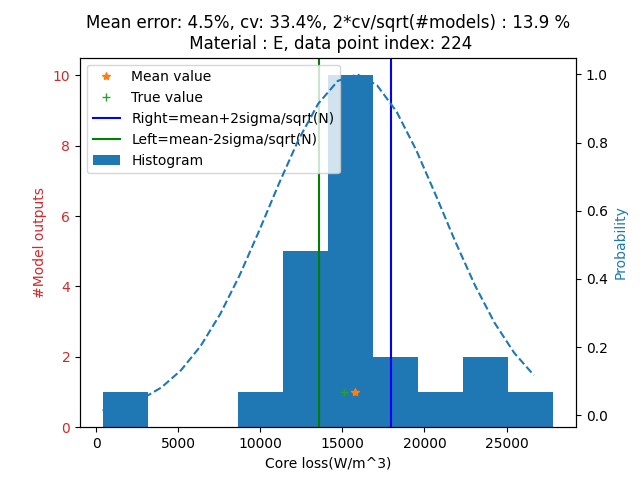 Mean error: 4.5%, cv: 33.4%, 2*cv/sqrt(#models) : 13.9 %
Material : E, data point index: 224
Mean value
True value
Right=mean+2sigma/sqrt(N)
Left=mean-2sigma/sqrt(N)
Histogram
#Model outputs
10
8
6
4
2
0
Probability
1.0
0.8
0.6
0.4
0.2
0.0
0
5000
10000
15000
20000
25000
Core loss(W/m^3)